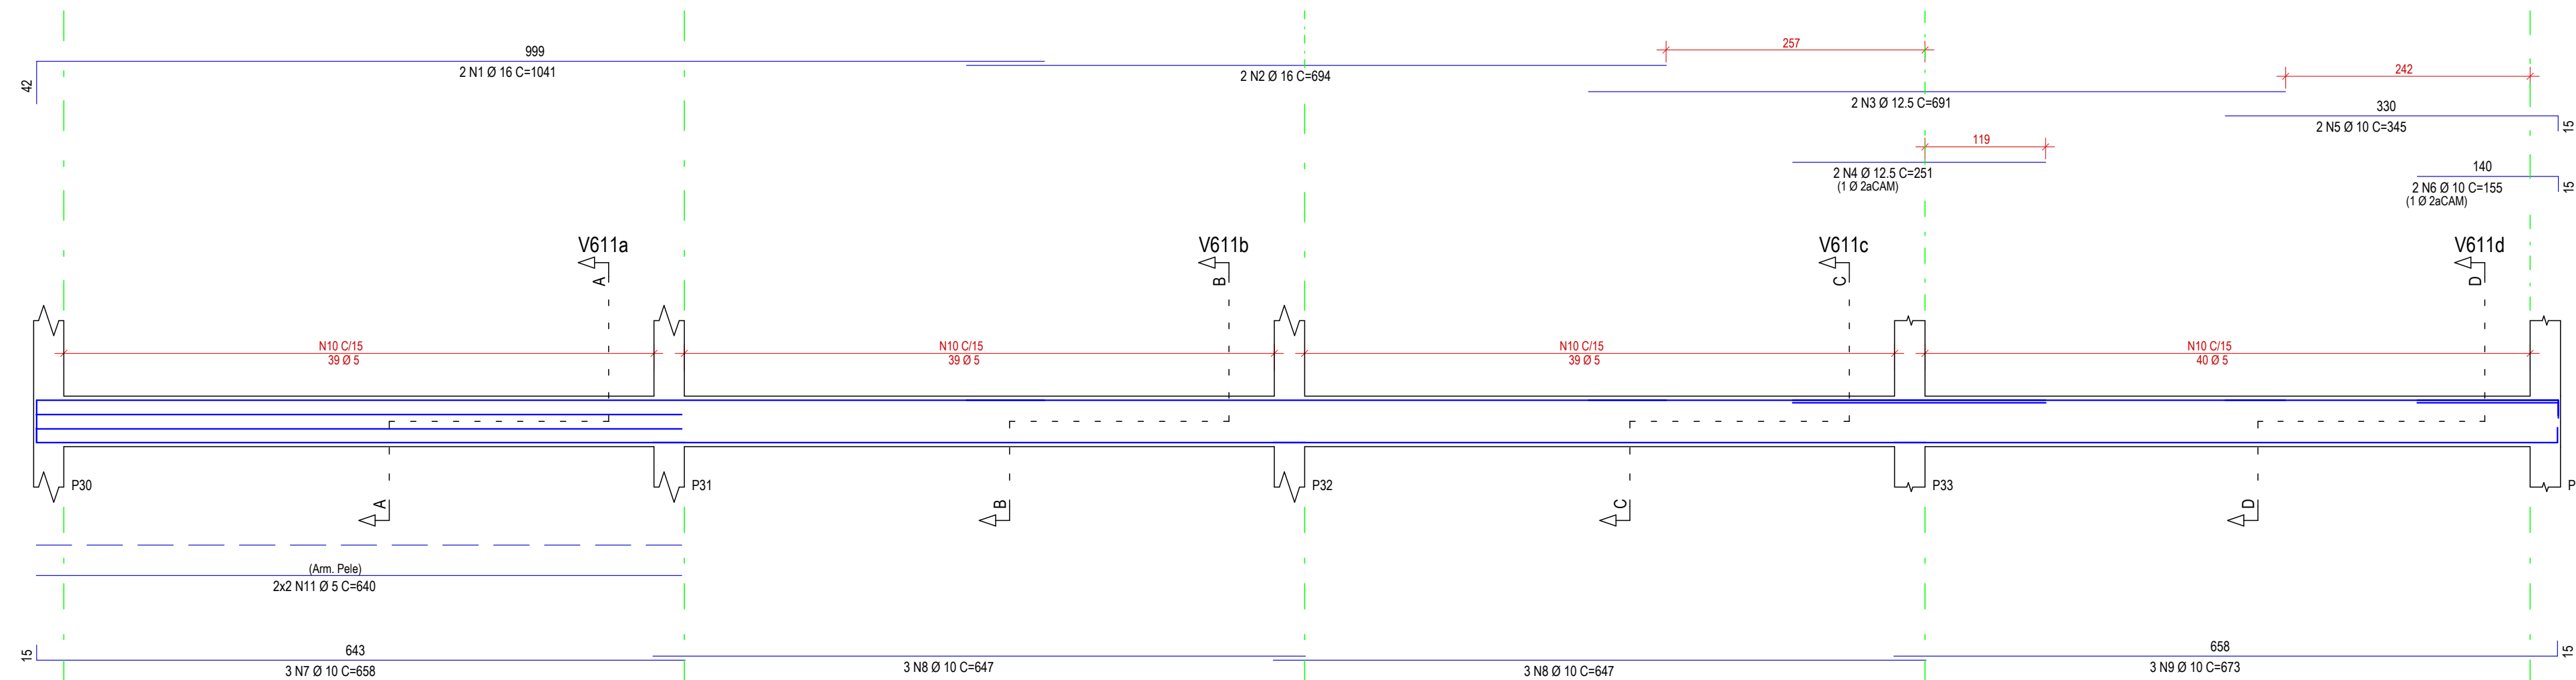 999
42
2 N1 Ø 16 C=1041
2 N2 Ø 16 C=694
257
242
2 N3 Ø 12.5 C=691
330
2 N5 Ø 10 C=345
15
119
2 N4 Ø 12.5 C=251
(1 Ø 2aCAM)
140
2 N6 Ø 10 C=155
(1 Ø 2aCAM)
15
V611a
V611b
V611c
V611d
A
B
C
D
N10 C/15
39 Ø 5
N10 C/15
39 Ø 5
N10 C/15
39 Ø 5
N10 C/15
40 Ø 5
P30
P31
P32
P33
P
A
B
C
D
(Arm. Pele)
2x2 N11 Ø 5 C=640
15
643
3 N7 Ø 10 C=658
3 N8 Ø 10 C=647
3 N8 Ø 10 C=647
658
3 N9 Ø 10 C=673
15